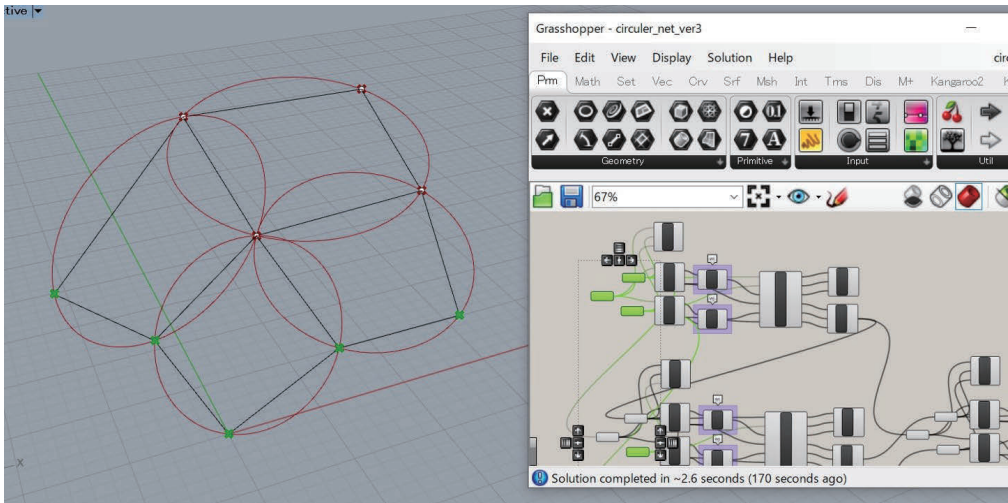 tive
Grasshopper - circuler_net_ver3
File Edit View Display Solution Help
Prm Math Set Vec Crv Srf Msh Int Trns Dis M+ Kangaroo2
Geometry Primitive Input Util
67%
x
Solution completed in ~2.6 seconds (170 seconds ago)